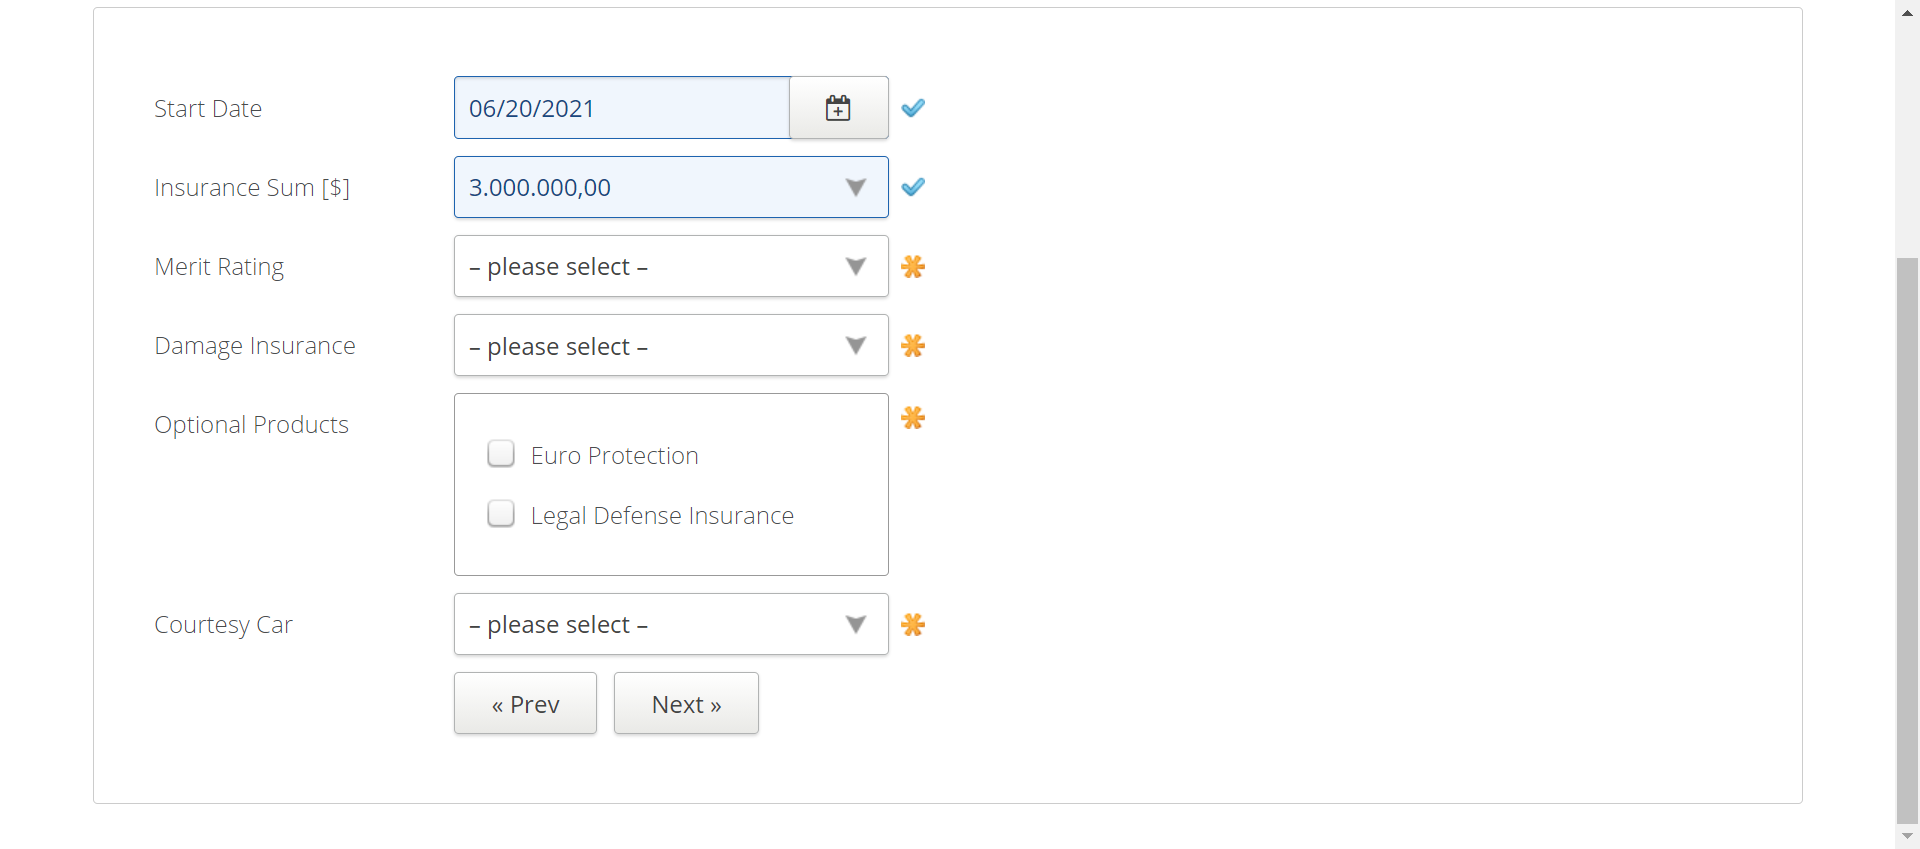 Start Date
06/20/2021
Insurance Sum [$]
3.000.000,00
Merit Rating
– please select –
Damage Insurance
– please select –
Optional Products
Euro Protection
Legal Defense Insurance
Courtesy Car
– please select –
« Prev
Next »